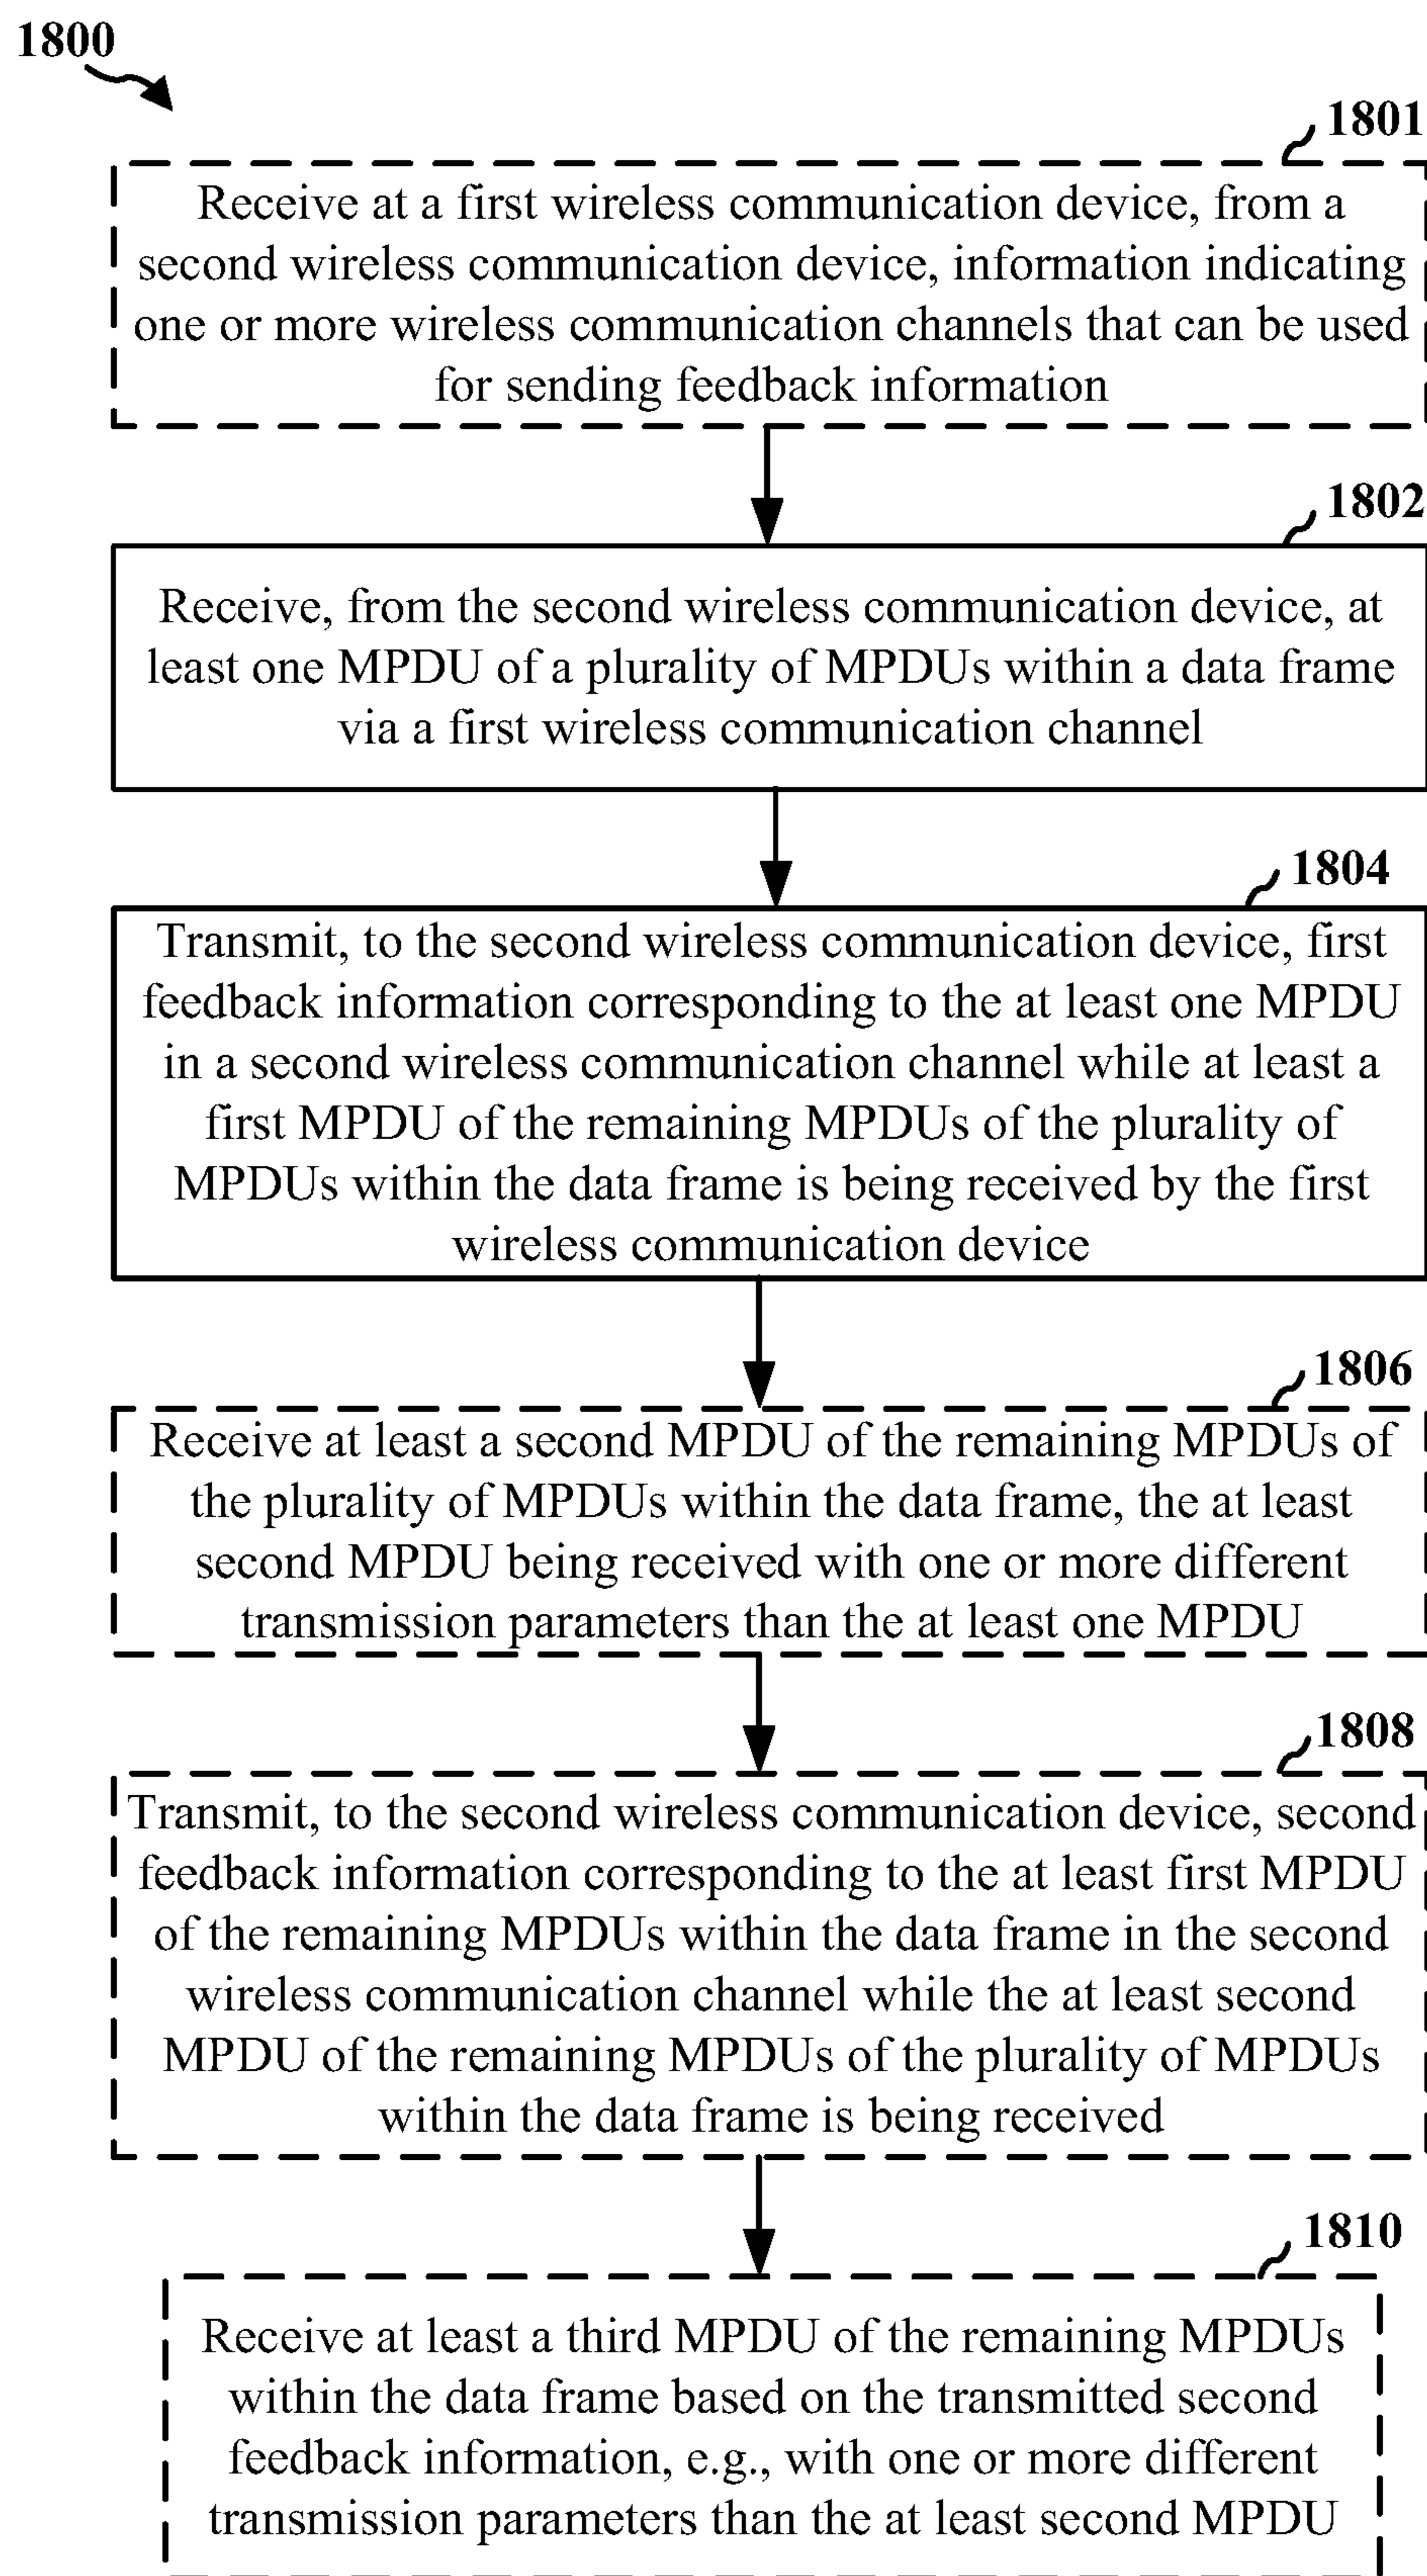 1800
1801
Receive at a first wireless communication device, from a
second wireless communication device, information indicating
one or more wireless communication channels that can be used
for sending feedback information
1802
Receive, from the second wireless communication device, at
least one MPDU of a plurality of MPDUs within a data frame
via a first wireless communication channel
1804
Transmit, to the second wireless communication device, first
feedback information corresponding to the at least one MPDU
in a second wireless communication channel while at least a
first MPDU of the remaining MPDUs of the plurality of
MPDUs within the data frame is being received by the first
wireless communication device
1806
Receive at least a second MPDU of the remaining MPDUs of
the plurality of MPDUs within the data frame, the at least
second MPDU being received with one or more different
transmission parameters than the at least one MPDU
1808
Transmit, to the second wireless communication device, second
feedback information corresponding to the at least first MPDU
of the remaining MPDUs within the data frame in the second
wireless communication channel while the at least second
MPDU of the remaining MPDUs of the plurality of MPDUs
within the data frame is being received
1810
Receive at least a third MPDU of the remaining MPDUs
within the data frame based on the transmitted second
feedback information, e.g., with one or more different
transmission parameters than the at least second MPDU